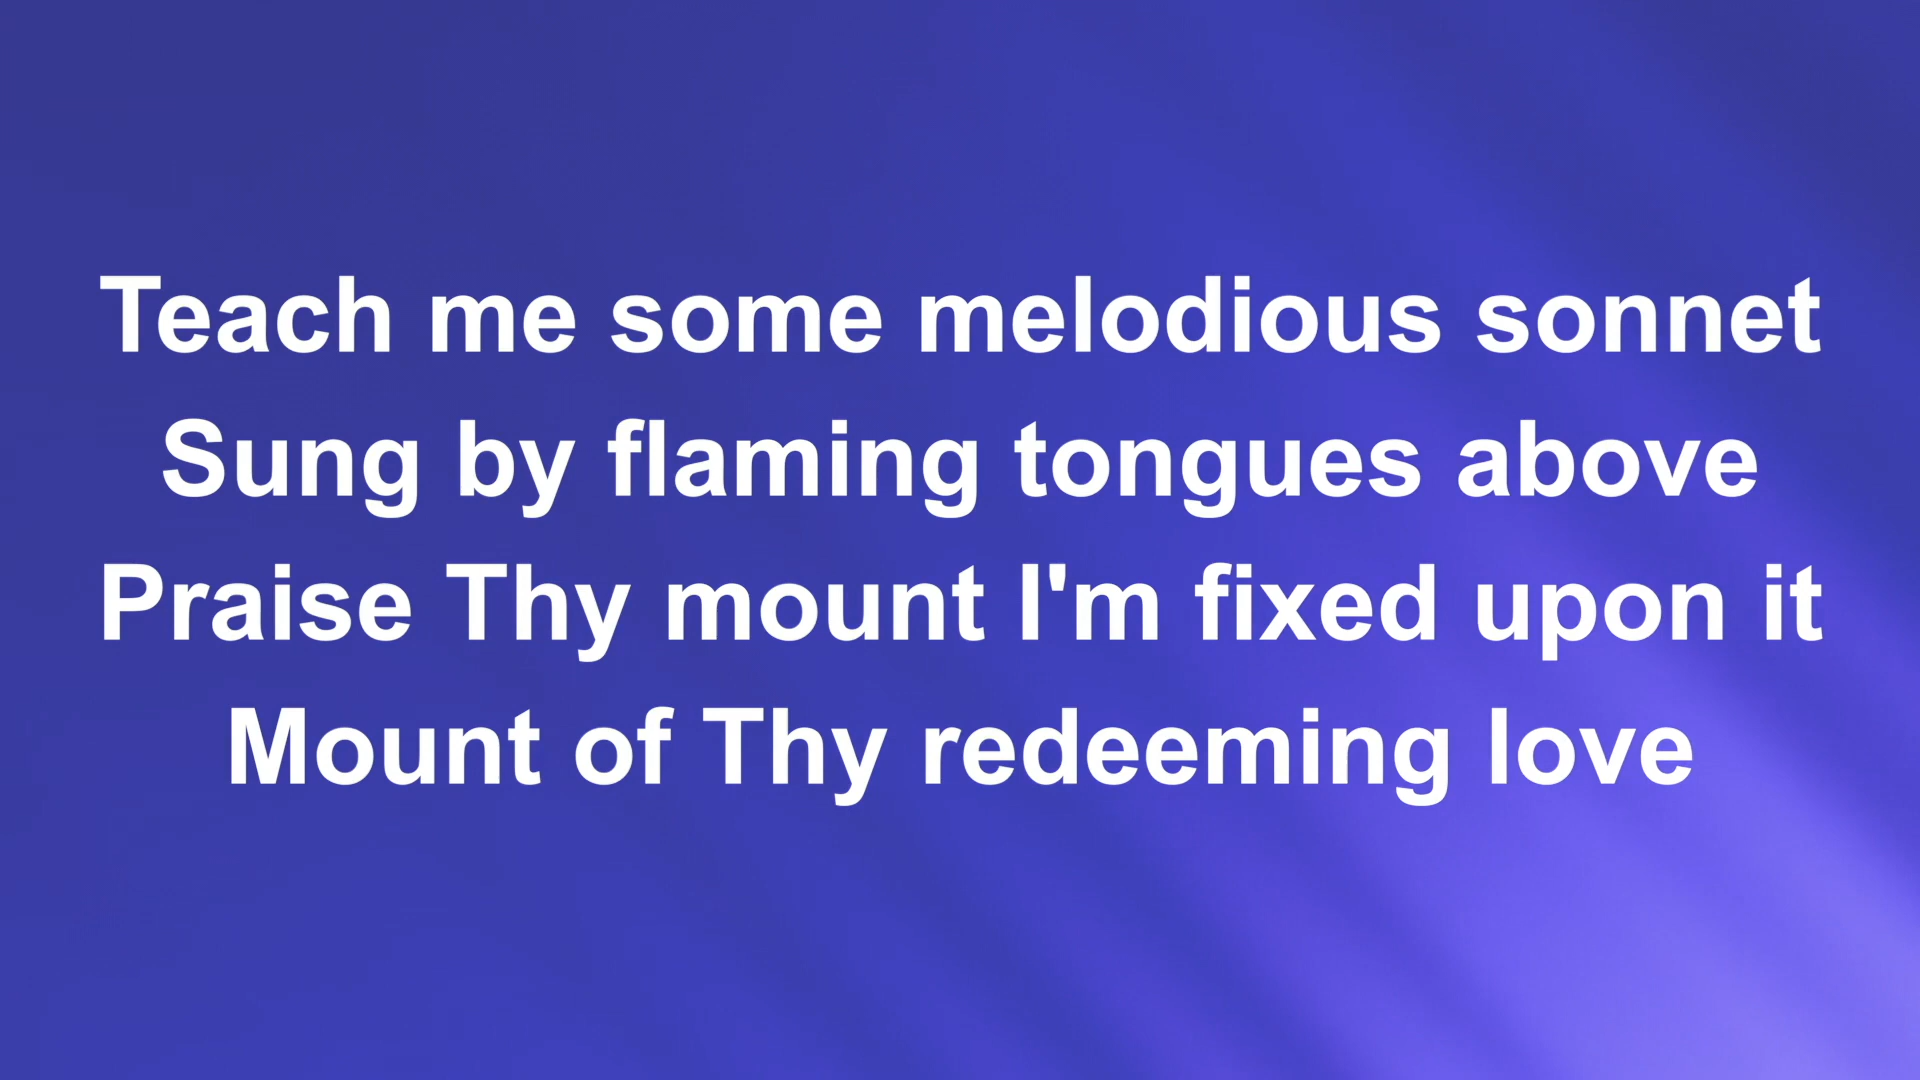 Teach me some melodious sonnet
Sung by flaming tongues above
Praise Thy mount I'm fixed upon it
Mount of Thy redeeming love